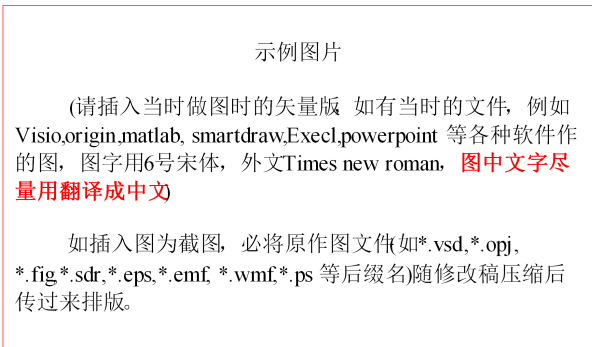 示例图片
(请插入当时做图时的矢量版, 如有当时的文件, 例如
Visio,origin,matlab, smartdraw,Execl,powerpoint 等各种软件作
的图, 图字用6号宋体, 外文Times new roman, 图中文字尽
量用翻译成中文)
如插入图为截图, 必将原作图文件(如*.vsd,*.opj,
*.fig,*.sdr,*.eps,*.emf, *.wmf,*.ps 等后缀名)随修改稿压缩后
传过来排版。